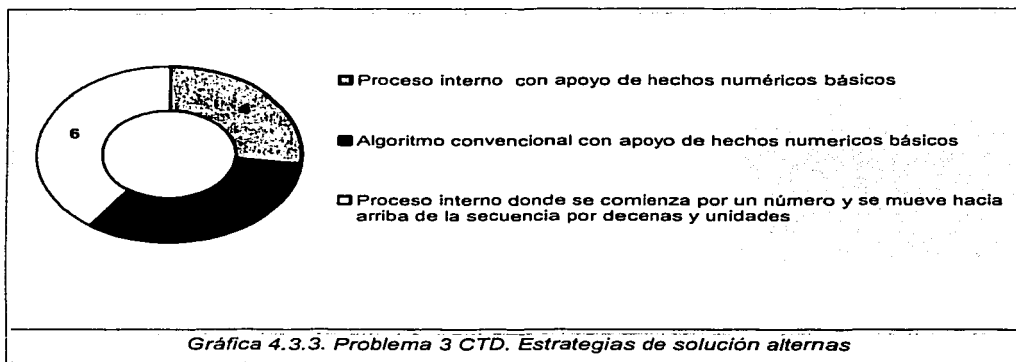 Proceso interno con apoyo de hechos numéricos básicos
6
Algoritmo convencional con apoyo de hechos numericos básicos
Proceso interno donde se comienza por un número y se mueve hacia
arriba de la secuencia por decenas y unidades
Gráfica 4.3.3. Problema 3 CTD. Estrategias de solución alternas